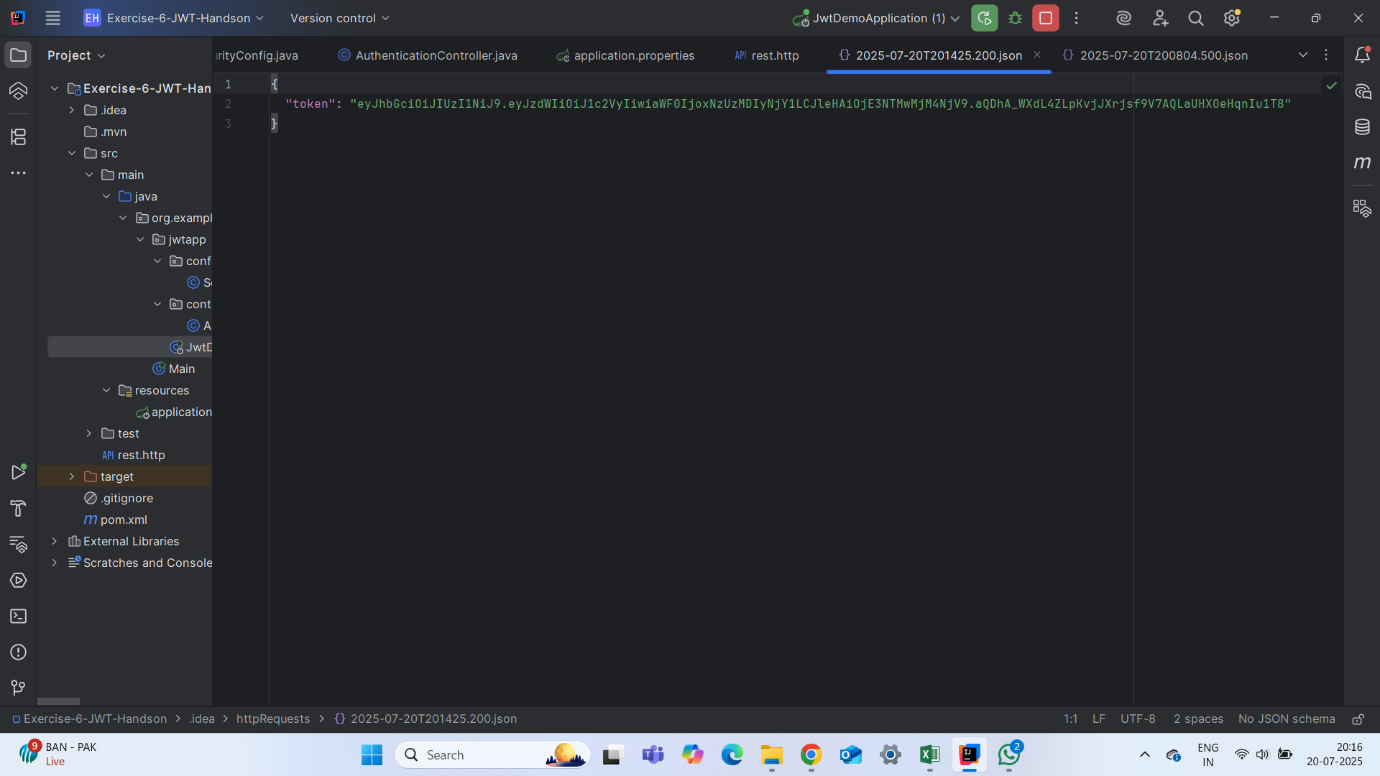 EH Exercise-6-JWT-Handson Version control JwtDemoApplication (1)
Project
urityConfig.java AuthenticationController.java application.properties API rest.http {} 2025-07-20T201425.200.json {} 2025-07-20T200804.500.json
Exercise-6-JWT-Han
.idea
.mvn
src
main
java
org.exampl
jwtapp
conf
C S
cont
C A
JwtD
Main
resources
application
test
API rest.http
target
.gitignore
m pom.xml
External Libraries
Scratches and Console
1 {
2 "token": "eyJhbGciOiJIUzI1NiJ9.eyJzdWIiOiJ1c2VyIiwiaWF0IjoxNzUzMDIyNjY1LCJleHAiOjE3NTMwMjM4NjV9.aQDhA_WXdL4ZLpKvjJXrjsf9V7AQLaUHX0eHqnIu1T8"
3 }
m
Exercise-6-JWT-Handson > .idea > httpRequests > {} 2025-07-20T201425.200.json 1:1 LF UTF-8 2 spaces No JSON schema
9 BAN - PAK
Live
Search
2
ENG
IN
20:16
20-07-2025